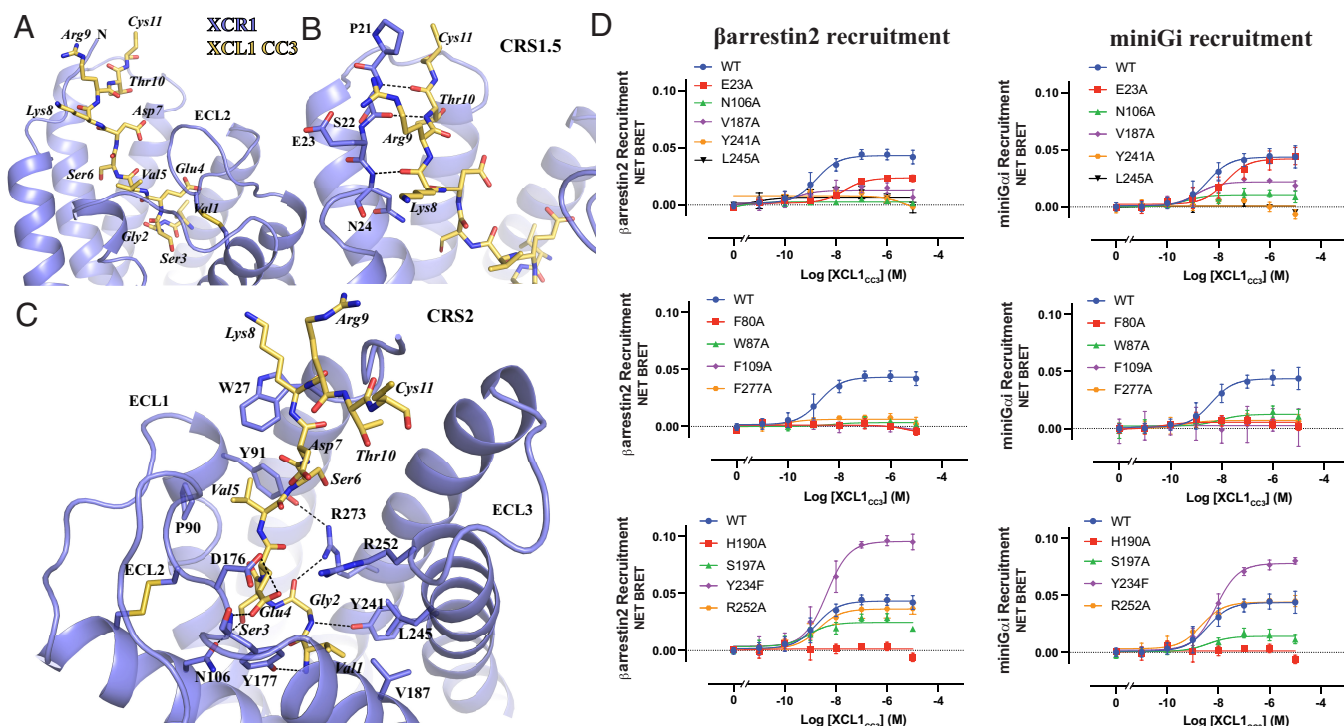 A
Arg9
N
Cys11
XCR1
XCL1 CC3
Thr10
Lys8
Asp7
ECL2
Ser6
Val5
Glu4
Val1
Gly2
Ser3
B
P21
Cys11
CRS1.5
Thr10
S22
E23
Arg9
Lys8
N24
C
Arg9
CRS2
Lys8
W27
Cys11
ECL1
Asp7
Thr10
Y91
Ser6
Val5
ECL3
P90
R273
D176
R252
ECL2
Glu4
Gly2
Y241
Ser3
L245
Val1
N106
Y177
V187
D
βarrestin2 recruitment
miniGi recruitment
βarrestin2 Recruitment
NET BRET
0.10
0.05
0.00
WT
E23A
N106A
V187A
Y241A
L245A
0
-10
-8
-6
-4
Log [XCL1CC3] (M)
miniGαi Recruitment
NET BRET
0.10
0.05
0.00
WT
E23A
N106A
V187A
Y241A
L245A
0
-10
-8
-6
-4
Log [XCL1CC3] (M)
βarrestin2 Recruitment
NET BRET
0.10
0.05
0.00
WT
F80A
W87A
F109A
F277A
0
-10
-8
-6
-4
Log [XCL1CC3] (M)
miniGαi Recruitment
NET BRET
0.10
0.05
0.00
WT
F80A
W87A
F109A
F277A
0
-10
-8
-6
-4
Log [XCL1CC3] (M)
βarrestin2 Recruitment
NET BRET
0.10
0.05
0.00
WT
H190A
S197A
Y234F
R252A
0
-10
-8
-6
-4
Log [XCL1CC3] (M)
miniGαi Recruitment
NET BRET
0.10
0.05
0.00
WT
H190A
S197A
Y234F
R252A
0
-10
-8
-6
-4
Log [XCL1CC3] (M)